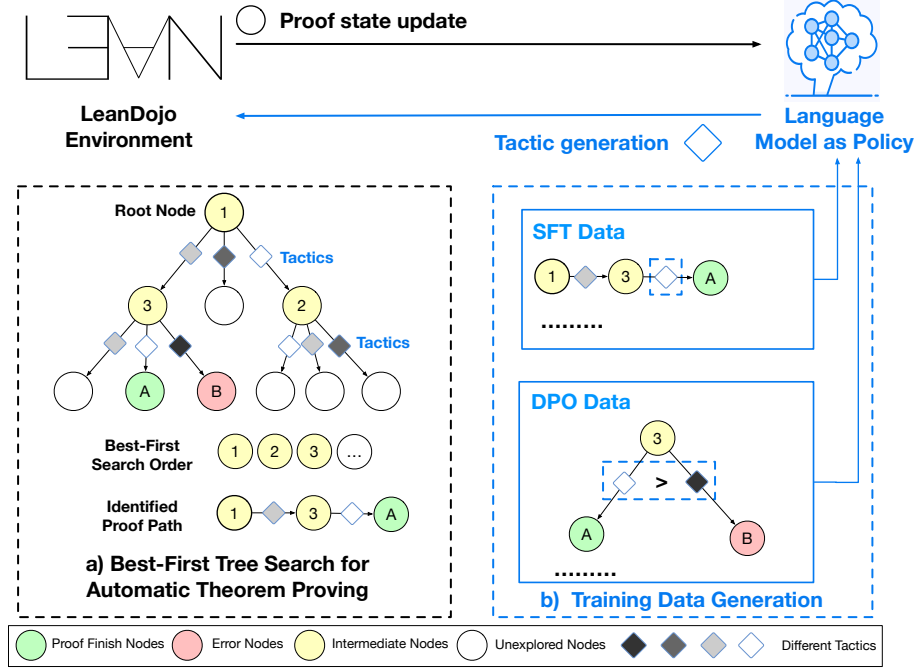 LEAN
Proof state update
LeanDojo
Environment
Tactic generation
Language
Model as Policy
Root Node
1
Tactics
3
2
Tactics
A
B
Best-First
Search Order
1
2
3
...
Identified
Proof Path
1
3
A
a) Best-First Tree Search for
Automatic Theorem Proving
SFT Data
1
3
A
.........
DPO Data
3
>
A
B
.........
b) Training Data Generation
Proof Finish Nodes
Error Nodes
Intermediate Nodes
Unexplored Nodes
Different Tactics